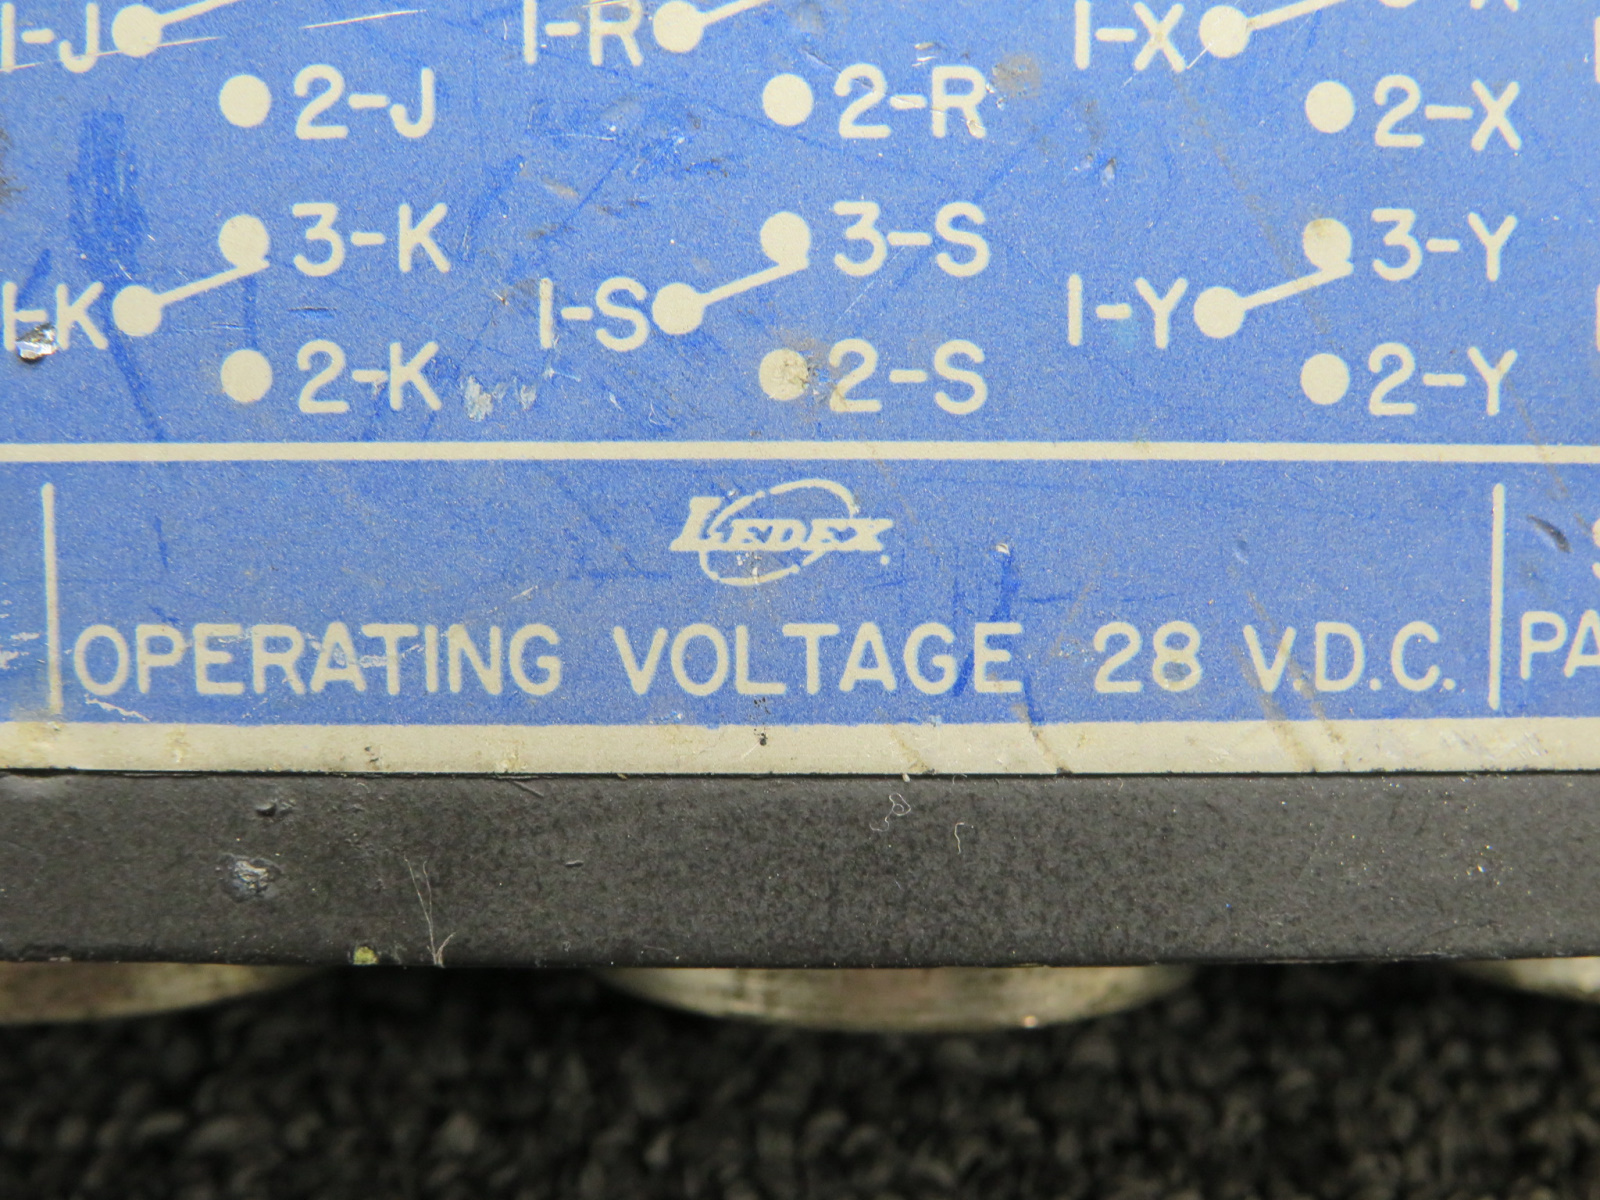 1-J 1-R 1-X
2-J 2-R 2-X
3-K 3-S 3-Y
1-K 1-S 1-Y
2-K 2-S 2-Y
LEDEX
OPERATING VOLTAGE 28 V.D.C. PA